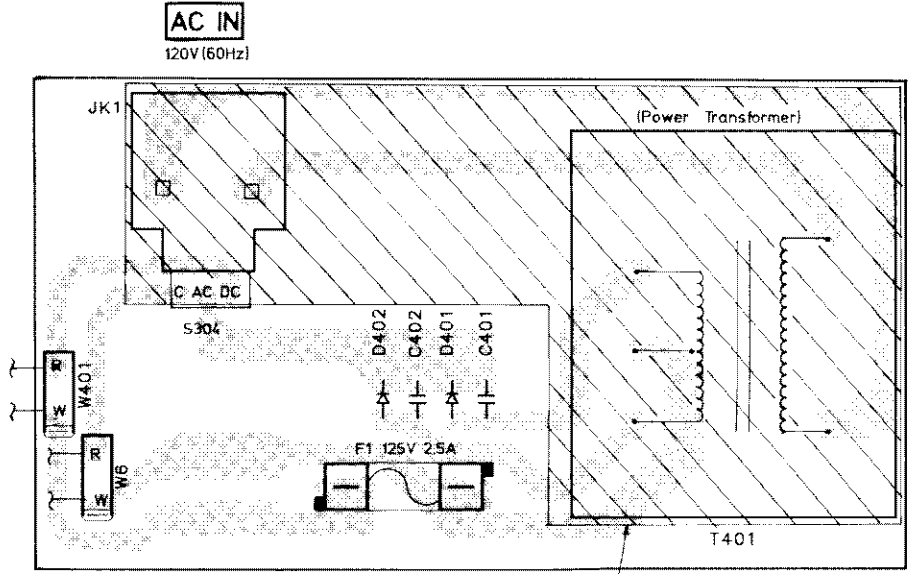 AC IN
120V (60Hz)
JK1
(Power Transformer)
C AC DC
S304
D402
C402
D401
C401
R
W
W401
R
W
W6
F1 125V 2.5A
T401